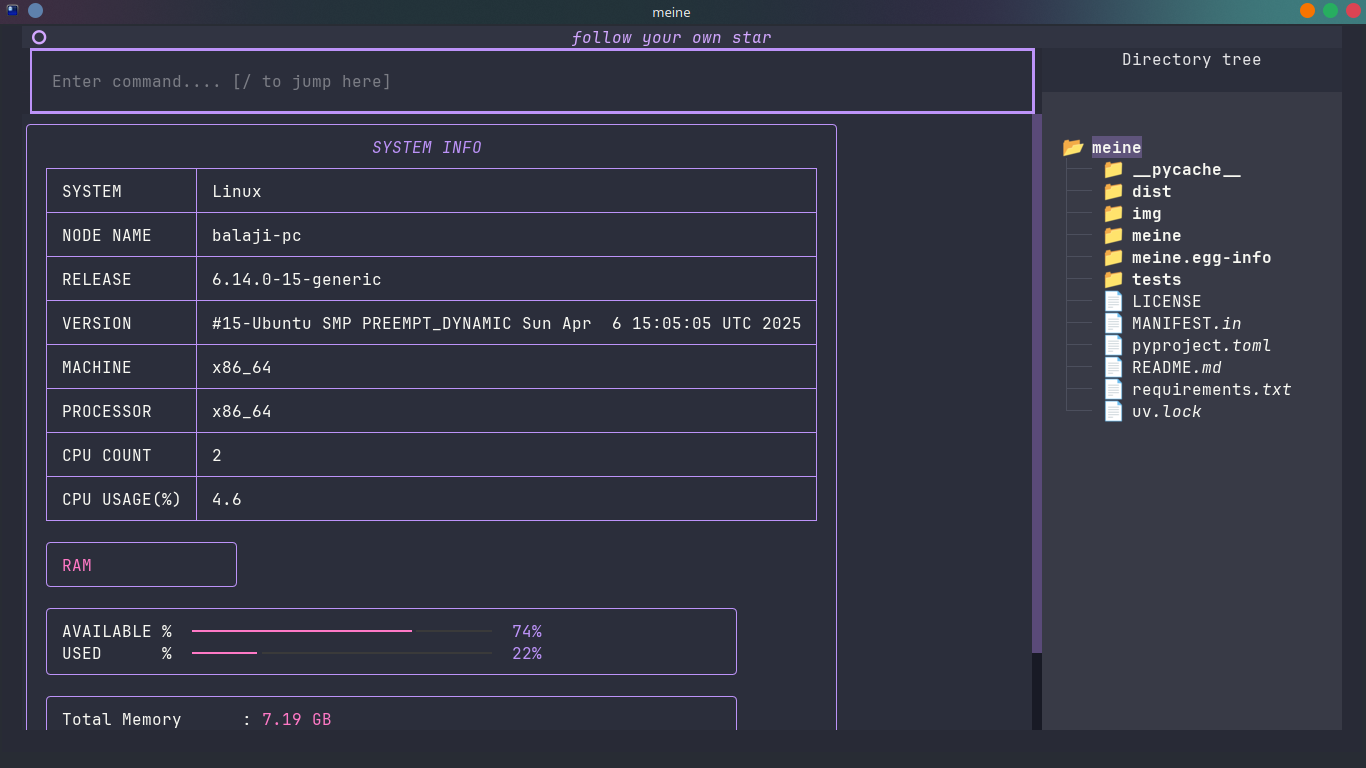 meine
follow your own star
Enter command.... [/ to jump here]
SYSTEM INFO
SYSTEM Linux
NODE NAME balaji-pc
RELEASE 6.14.0-15-generic
VERSION #15-Ubuntu SMP PREEMPT_DYNAMIC Sun Apr  6 15:05:05 UTC 2025
MACHINE x86_64
PROCESSOR x86_64
CPU COUNT 2
CPU USAGE(%) 4.6
RAM
AVAILABLE % 74%
USED % 22%
Total Memory : 7.19 GB
Directory tree
meine
__pycache__
dist
img
meine
meine.egg-info
tests
LICENSE
MANIFEST.in
pyproject.toml
README.md
requirements.txt
uv.lock